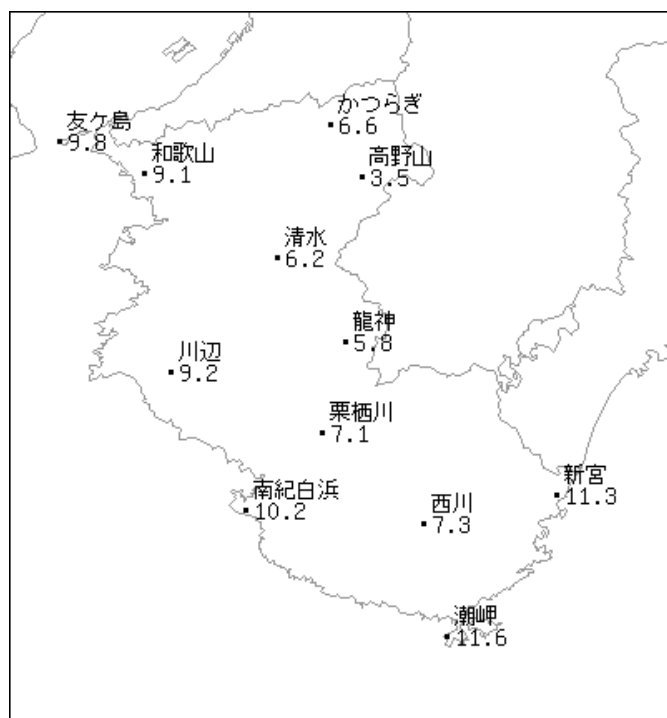 かつらぎ
6.6
友ケ島
9.8
和歌山
9.1
高野山
3.5
清水
6.2
龍神
5.8
川辺
9.2
栗栖川
7.1
新宮
11.3
南紀白浜
10.2
西川
7.3
潮岬
11.6